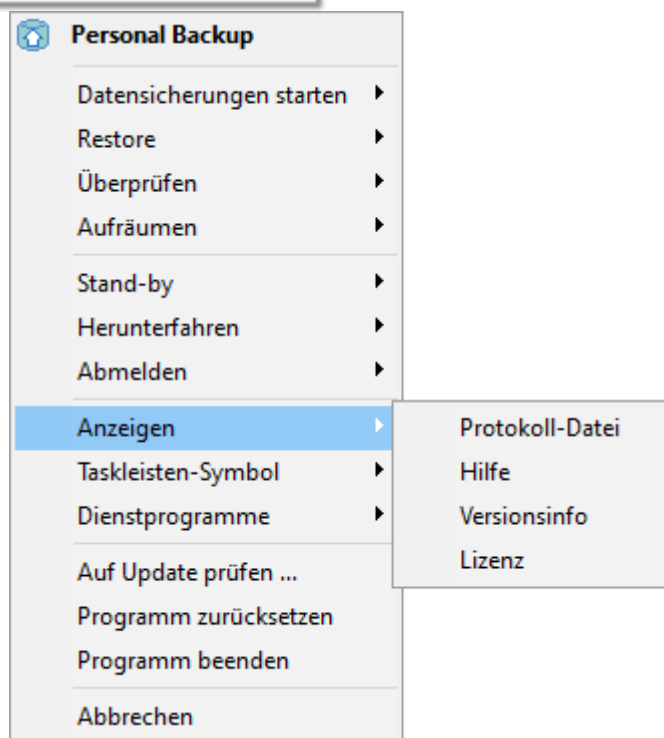 Personal Backup
Datensicherungen starten
Restore
Überprüfen
Aufräumen
Stand-by
Herunterfahren
Abmelden
Anzeigen
Protokoll-Datei
Taskleisten-Symbol
Hilfe
Dienstprogramme
Versionsinfo
Auf Update prüfen ...
Lizenz
Programm zurücksetzen
Programm beenden
Abbrechen